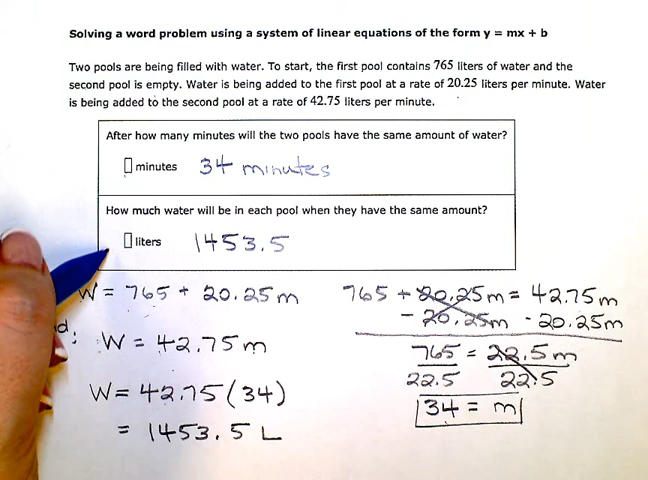 Solving a word problem using a system of linear equations of the form y = mx + b
Two pools are being filled with water. To start, the first pool contains 765 liters of water and the
second pool is empty. Water is being added to the first pool at a rate of 20.25 liters per minute. Water
is being added to the second pool at a rate of 42.75 liters per minute.
After how many minutes will the two pools have the same amount of water?
minutes 34 minutes
How much water will be in each pool when they have the same amount?
liters 1453.5
W = 765 + 20.25m
d:
W = 42.75m
W = 42.75(34)
= 1453.5 L
765 + 20.25m = 42.75m
- 20.25m - 20.25m
765 = 22.5m
22.5 22.5
34 = m